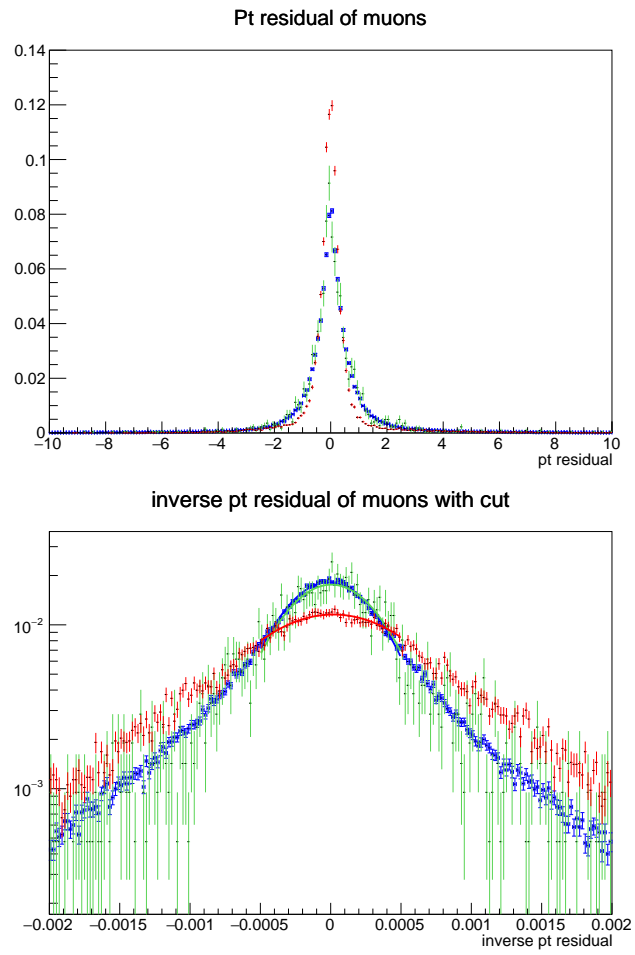 Pt residual of muons
0.14
0.12
0.1
0.08
0.06
0.04
0.02
0
−10 −8 −6 −4 −2 0 2 4 6 8 10
pt residual
inverse pt residual of muons with cut
10−2
10−3
−0.002 −0.0015 −0.001 −0.0005 0 0.0005 0.001 0.0015 0.002
inverse pt residual